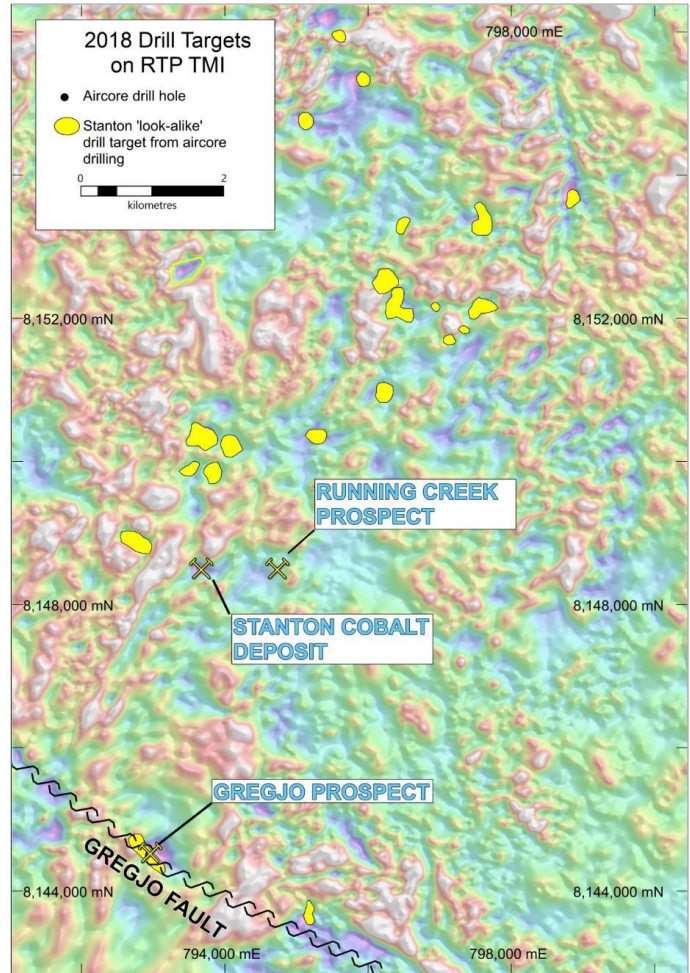 2018 Drill Targets
on RTP TMI
Aircore drill hole
Stanton 'look-alike'
drill target from aircore
drilling
0 2
kilometres
798,000 mE
8,152,000 mN 8,152,000 mN
RUNNING CREEK
PROSPECT
8,148,000 mN 8,148,000 mN
STANTON COBALT
DEPOSIT
GREGJO PROSPECT
GREGJO FAULT
8,144,000 mN 8,144,000 mN
794,000 mE 798,000 mE